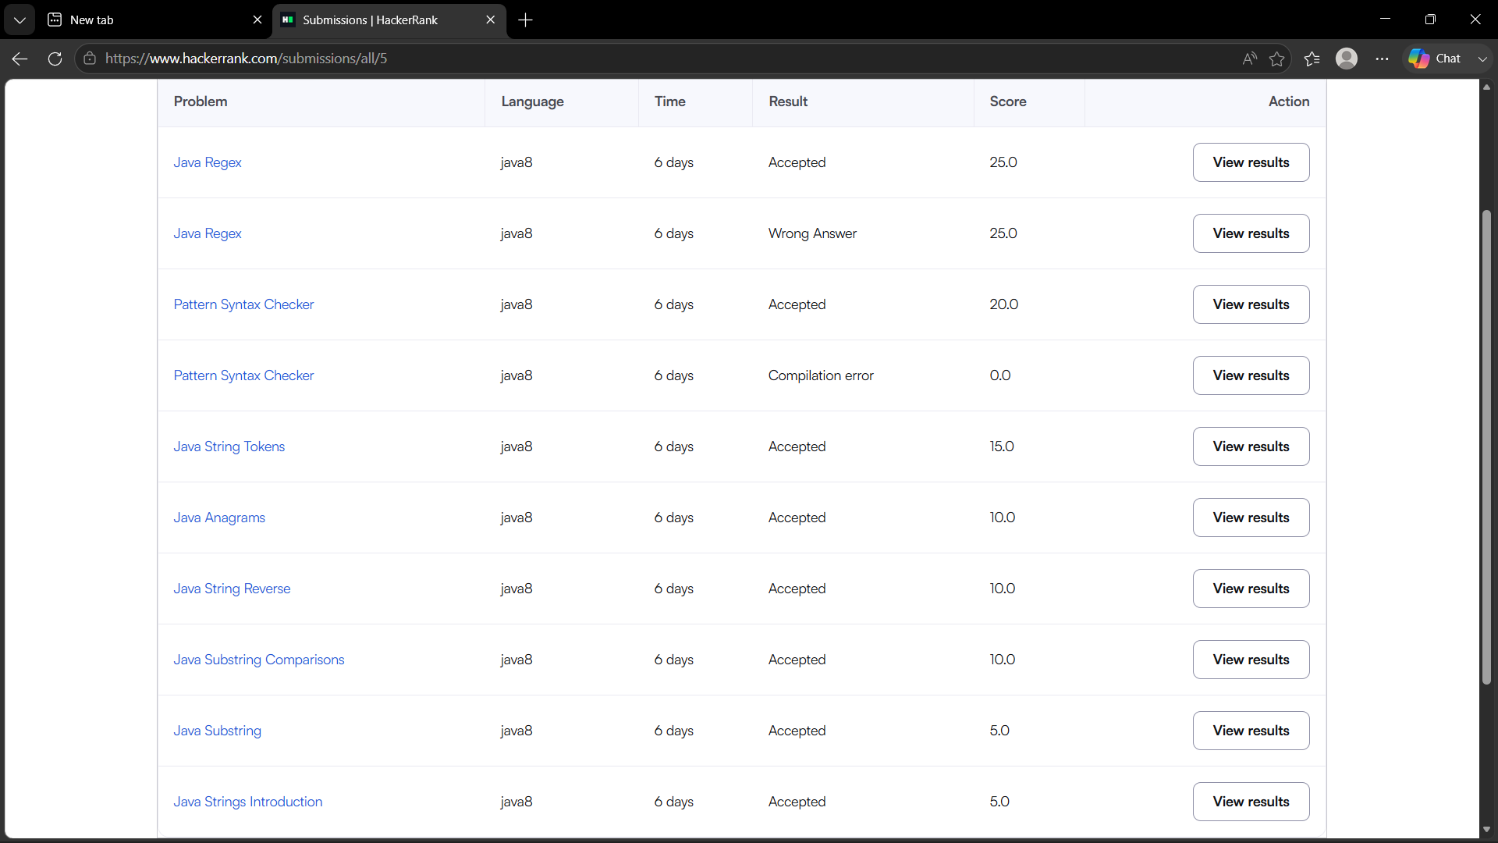 New tab
Submissions | HackerRank
https://www.hackerrank.com/submissions/all/5
Chat
Problem Language Time Result Score Action
Java Regex java8 6 days Accepted 25.0 View results
Java Regex java8 6 days Wrong Answer 25.0 View results
Pattern Syntax Checker java8 6 days Accepted 20.0 View results
Pattern Syntax Checker java8 6 days Compilation error 0.0 View results
Java String Tokens java8 6 days Accepted 15.0 View results
Java Anagrams java8 6 days Accepted 10.0 View results
Java String Reverse java8 6 days Accepted 10.0 View results
Java Substring Comparisons java8 6 days Accepted 10.0 View results
Java Substring java8 6 days Accepted 5.0 View results
Java Strings Introduction java8 6 days Accepted 5.0 View results